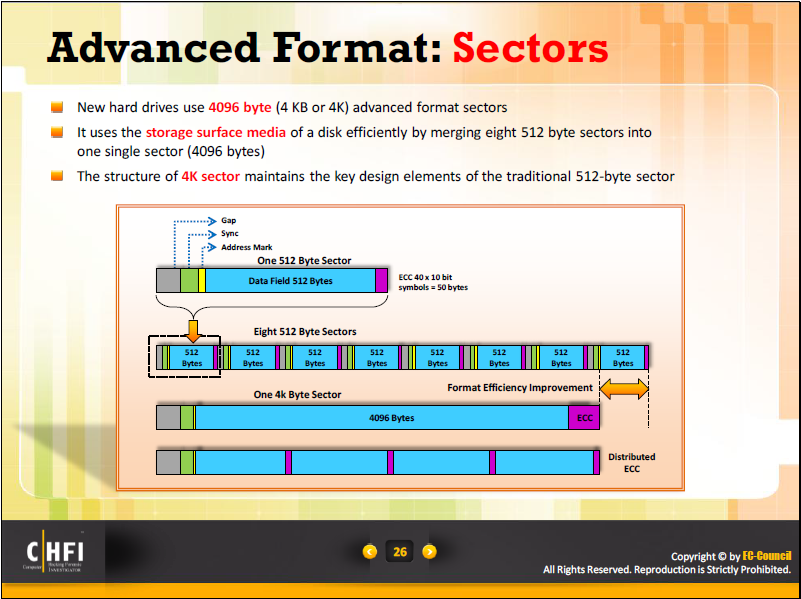 Advanced Format: Sectors
New hard drives use 4096 byte (4 KB or 4K) advanced format sectors
It uses the storage surface media of a disk efficiently by merging eight 512 byte sectors into
one single sector (4096 bytes)
The structure of 4K sector maintains the key design elements of the traditional 512-byte sector
Gap
Sync
Address Mark
One 512 Byte Sector
Data Field 512 Bytes
ECC 40 x 10 bit
symbols = 50 bytes
Eight 512 Byte Sectors
512 512 512 512 512 512 512 512
Bytes Bytes Bytes Bytes Bytes Bytes Bytes Bytes
Format Efficiency Improvement
One 4k Byte Sector
4096 Bytes ECC
Distributed
ECC
CHFI
Computer Hacking Forensic
INVESTIGATOR
26
Copyright © by EC-Council
All Rights Reserved. Reproduction is Strictly Prohibited.